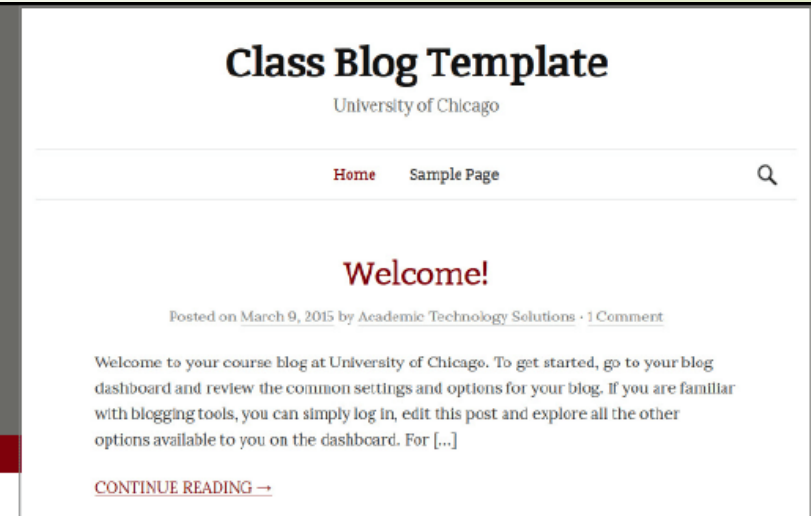 Class Blog Template
University of Chicago
Home Sample Page
Welcome!
Posted on March 9, 2015 by Academic Technology Solutions · 1 Comment
Welcome to your course blog at University of Chicago. To get started, go to your blog
dashboard and review the common settings and options for your blog. If you are familiar
with blogging tools, you can simply log in, edit this post and explore all the other
options available to you on the dashboard. For [...]
CONTINUE READING →